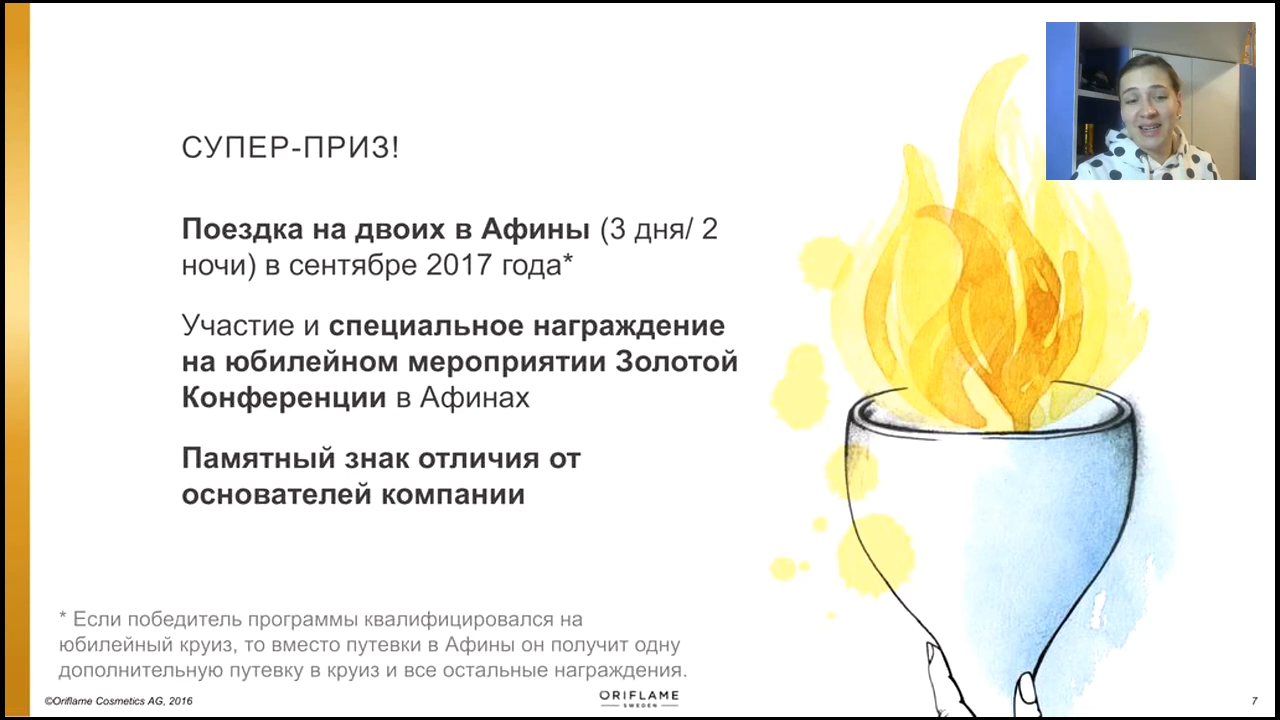 СУПЕР-ПРИЗ!
Поездка на двоих в Афины (3 дня/ 2
ночи) в сентябре 2017 года*
Участие и специальное награждение
на юбилейном мероприятии Золотой
Конференции в Афинах
Памятный знак отличия от
основателей компании
* Если победитель программы квалифицировался на
юбилейный круиз, то вместо путевки в Афины он получит одну
дополнительную путевку в круиз и все остальные награждения.
©Oriflame Cosmetics AG, 2016
ORIFLAME
SWEDEN
7